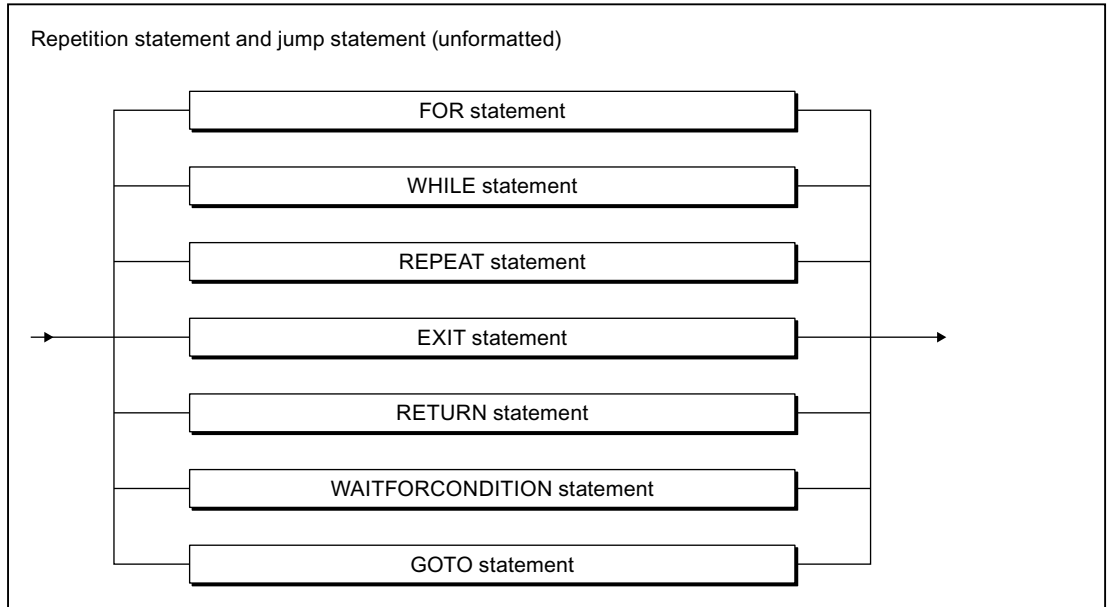 Repetition statement and jump statement (unformatted)
FOR statement
WHILE statement
REPEAT statement
EXIT statement
RETURN statement
WAITFORCONDITION statement
GOTO statement